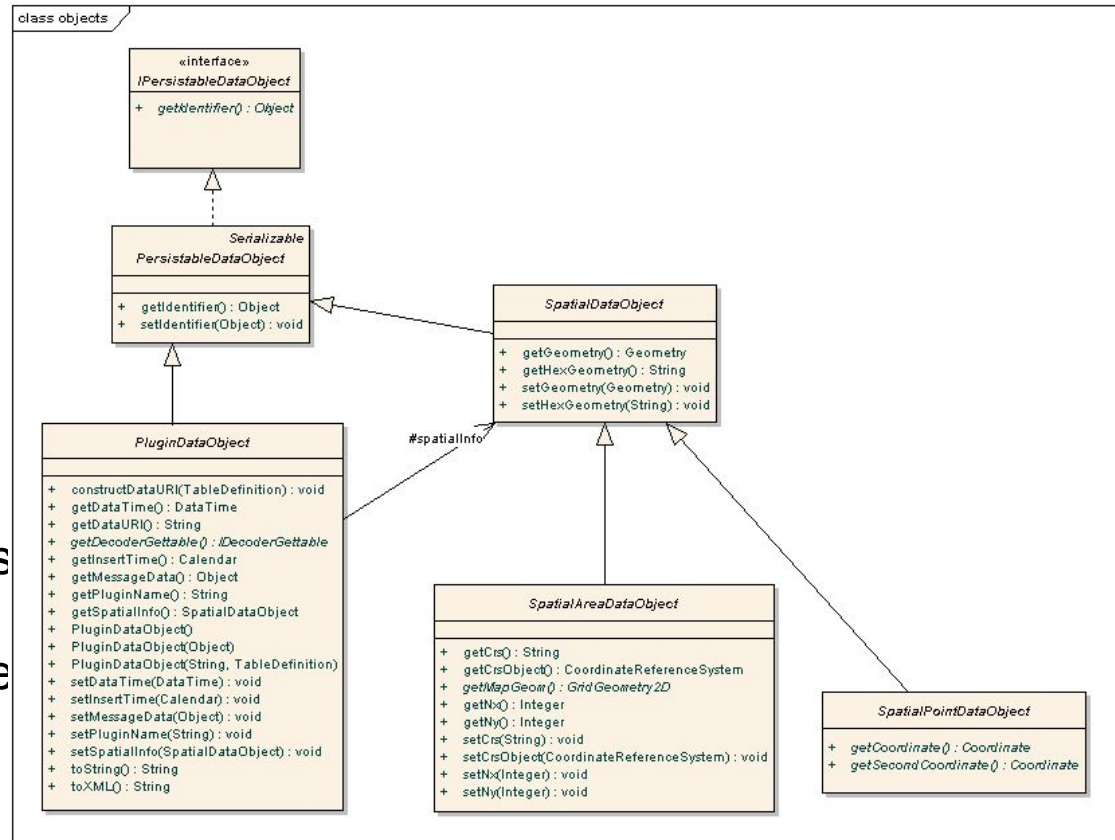 class objects
«interface»
IPersistableDataObject
+ getIdentifier() : Object
Serializable
PersistableDataObject
+ getIdentifier() : Object
+ setIdentifier(Object) : void
SpatialDataObject
+ getGeometry() : Geometry
+ getHexGeometry() : String
+ setGeometry(Geometry) : void
+ setHexGeometry(String) : void
#spatialInfo
PluginDataObject
+ constructDataURI(TableDefinition) : void
+ getDataTime() : DataTime
+ getDataURI() : String
+ getDecoderGettable() : IDecoderGettable
+ getInsertTime() : Calendar
+ getMessageData() : Object
+ getPluginName() : String
+ getSpatialInfo() : SpatialDataObject
+ PluginDataObject()
+ PluginDataObject(Object)
+ PluginDataObject(String, TableDefinition)
+ setDataTime(DataTime) : void
+ setInsertTime(Calendar) : void
+ setMessageData(Object) : void
+ setPluginName(String) : void
+ setSpatialInfo(SpatialDataObject) : void
+ toString() : String
+ toXML() : String
SpatialAreaDataObject
+ getCrs() : String
+ getCrsObject() : CoordinateReferenceSystem
+ getMapGeom() : GridGeometry2D
+ getNx() : Integer
+ getNy() : Integer
+ setCrs(String) : void
+ setCrsObject(CoordinateReferenceSystem) : void
+ setNx(Integer) : void
+ setNy(Integer) : void
SpatialPointDataObject
+ getCoordinate() : Coordinate
+ getSecondCoordinate() : Coordinate